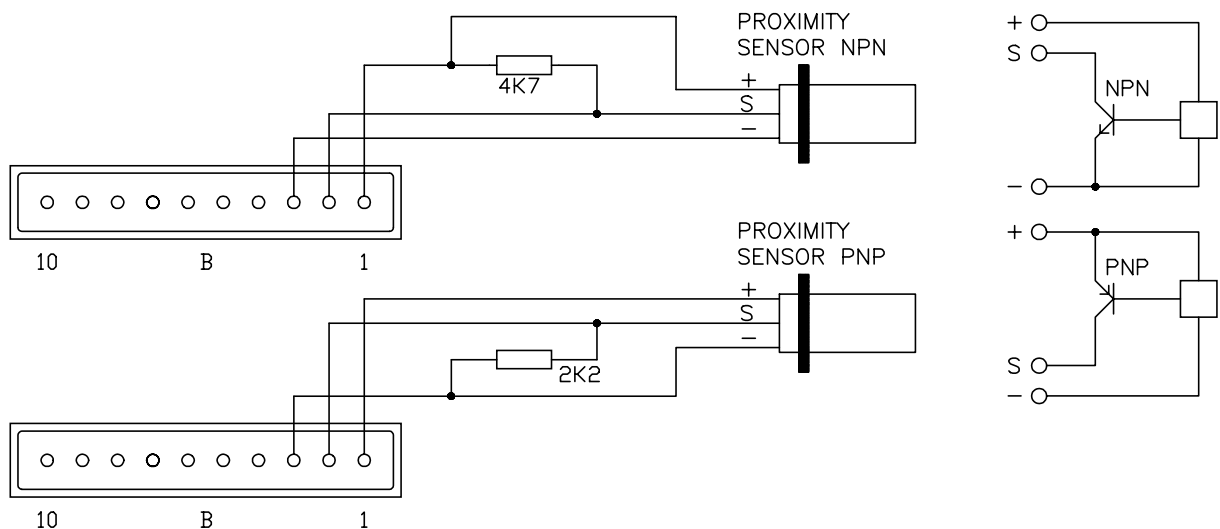 PROXIMITY
SENSOR NPN
4K7
+
S
−
10 B 1
+
S
NPN
−
PROXIMITY
SENSOR PNP
+
S
−
2K2
10 B 1
+
PNP
S
−